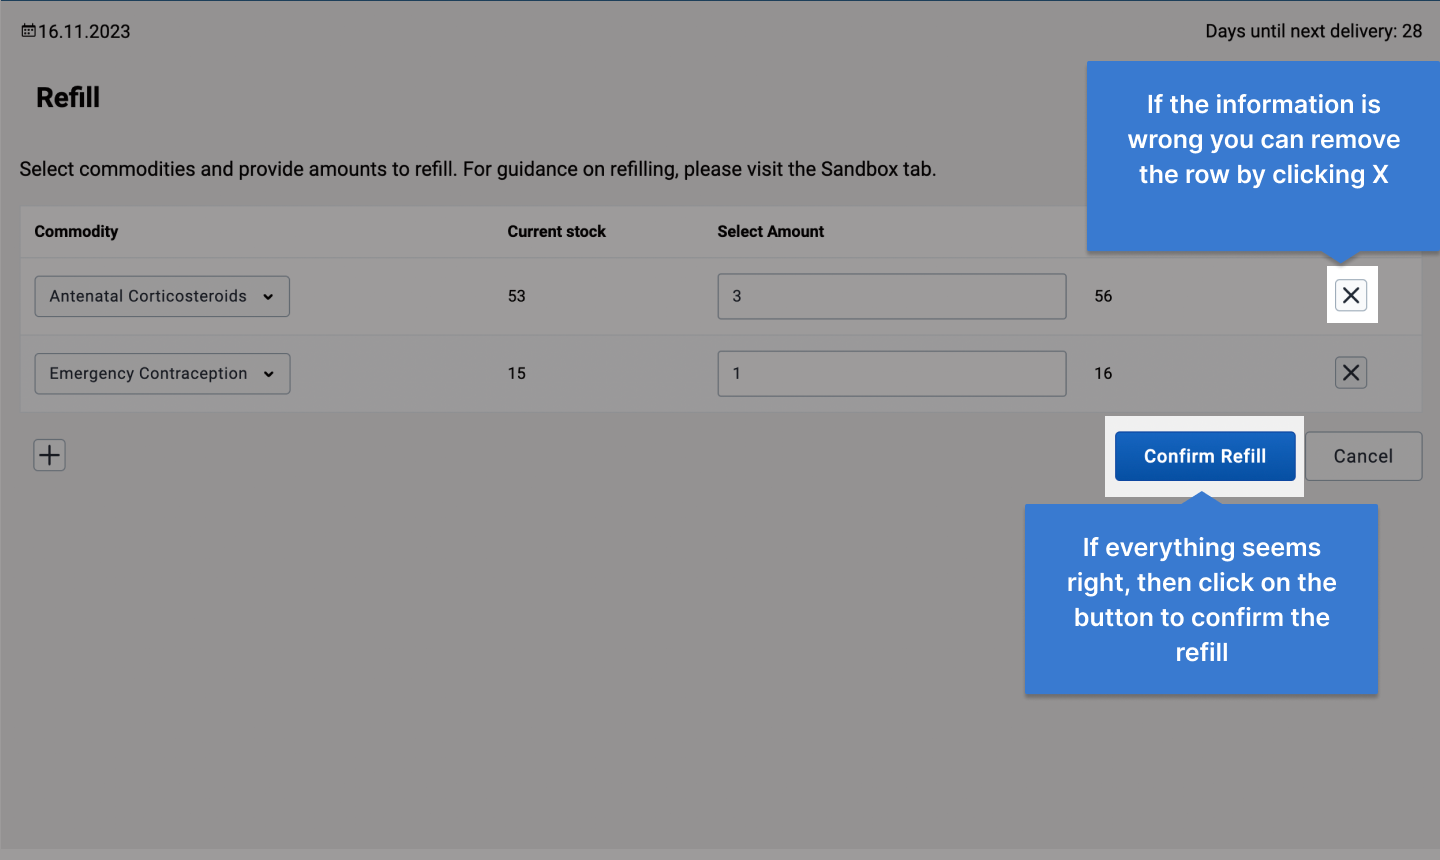 16.11.2023
Days until next delivery: 28
Refill
If the information is
wrong you can remove
the row by clicking X
Select commodities and provide amounts to refill. For guidance on refilling, please visit the Sandbox tab.
Commodity Current stock Select Amount
Antenatal Corticosteroids 53 3 56
Emergency Contraception 15 1 16
Confirm Refill Cancel
If everything seems
right, then click on the
button to confirm the
refill